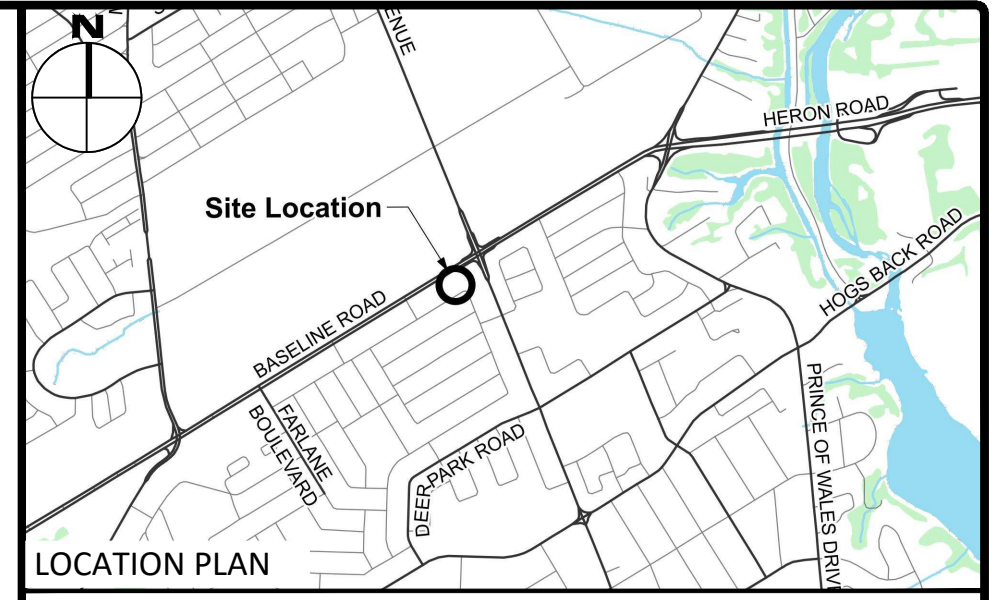 N
ENUE
HERON ROAD
Site Location
HOGS BACK ROAD
BASELINE ROAD
FARLANE
BOULEVARD
DEER PARK ROAD
PRINCE OF WALES DRIVE
LOCATION PLAN